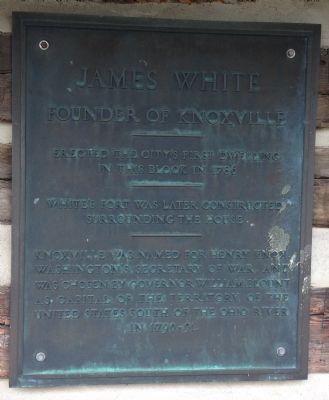 JAMES WHITE
FOUNDER OF KNOXVILLE
ERECTED THE CITY'S FIRST DWELLING
IN THIS BLOCK IN 1786
WHITE'S FORT WAS LATER CONSTRUCTED
SURROUNDING THE HOUSE.
KNOXVILLE WAS NAMED FOR HENRY KNOX
WASHINGTON'S SECRETARY OF WAR AND
WAS CHOSEN BY GOVERNOR WILLIAM BLOUNT
AS CAPITAL OF THE TERRITORY OF THE
UNITED STATES SOUTH OF THE OHIO RIVER
IN 1790-91.